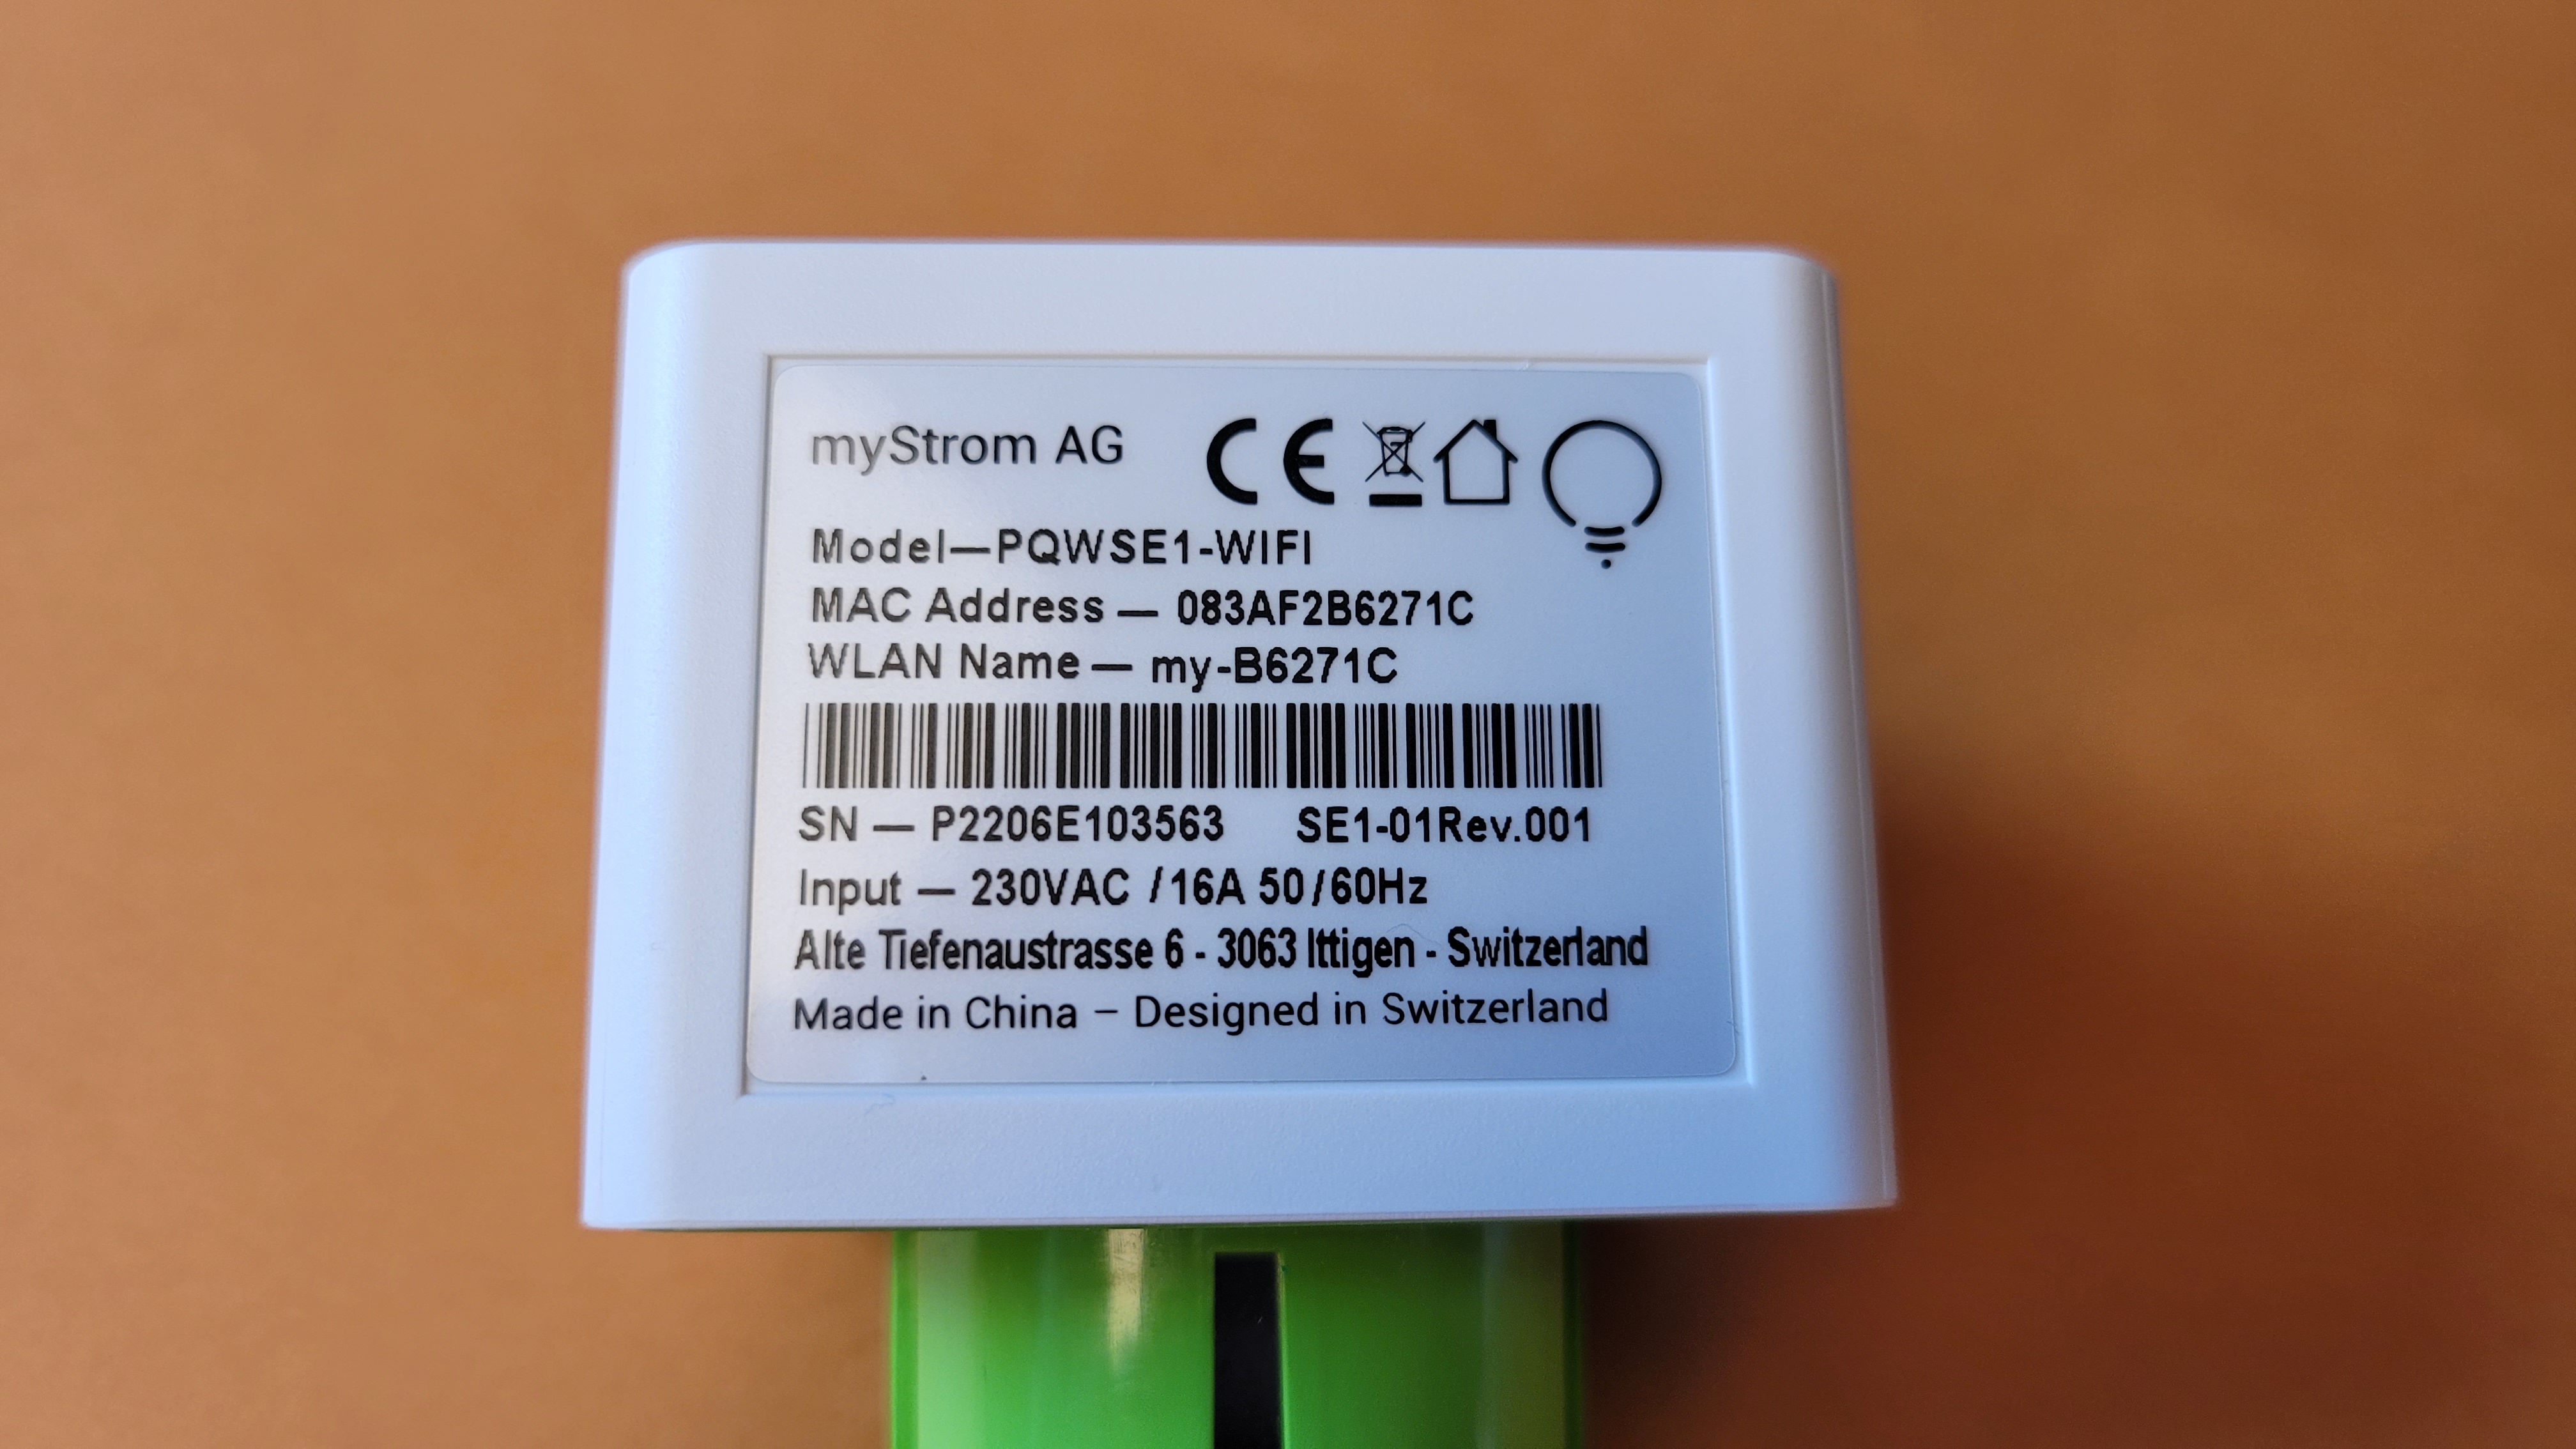 myStrom AG CE
Model—PQWSE1-WIFI
MAC Address — 083AF2B6271C
WLAN Name — my-B6271C
SN — P2206E103563 SE1-01Rev.001
Input — 230VAC /16A 50/60Hz
Alte Tiefenaustrasse 6 - 3063 Ittigen - Switzerland
Made in China – Designed in Switzerland